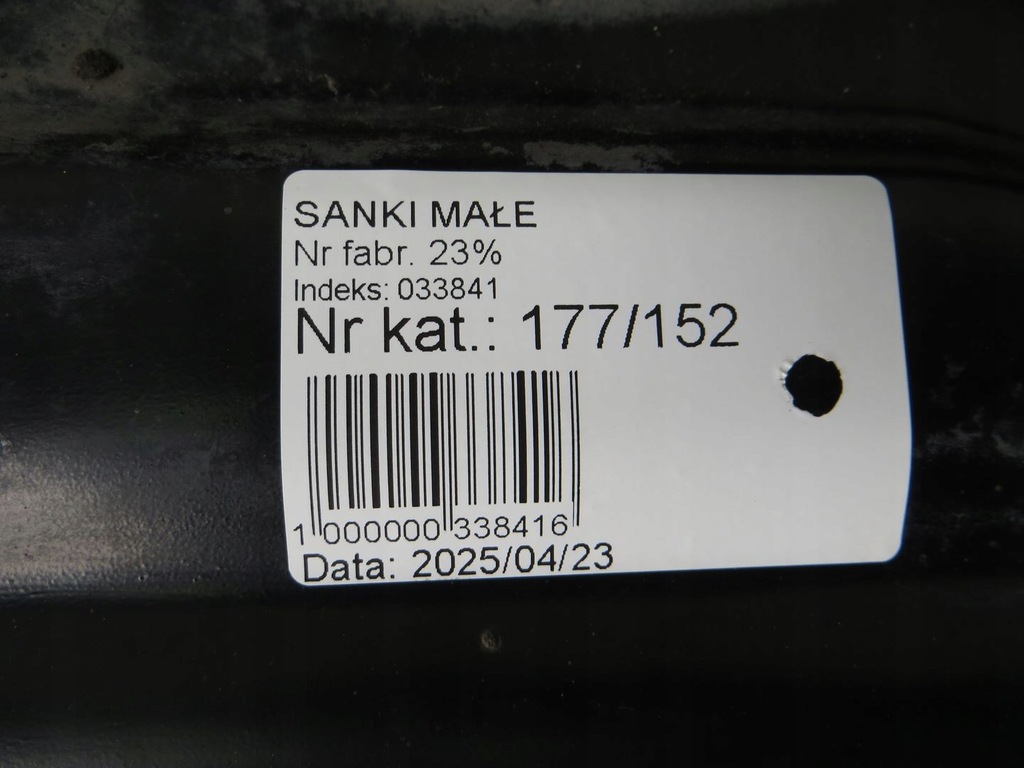 SANKI MAŁE
Nr fabr. 23%
Indeks: 033841
Nr kat.: 177/152
1 000000 338416
Data: 2025/04/23